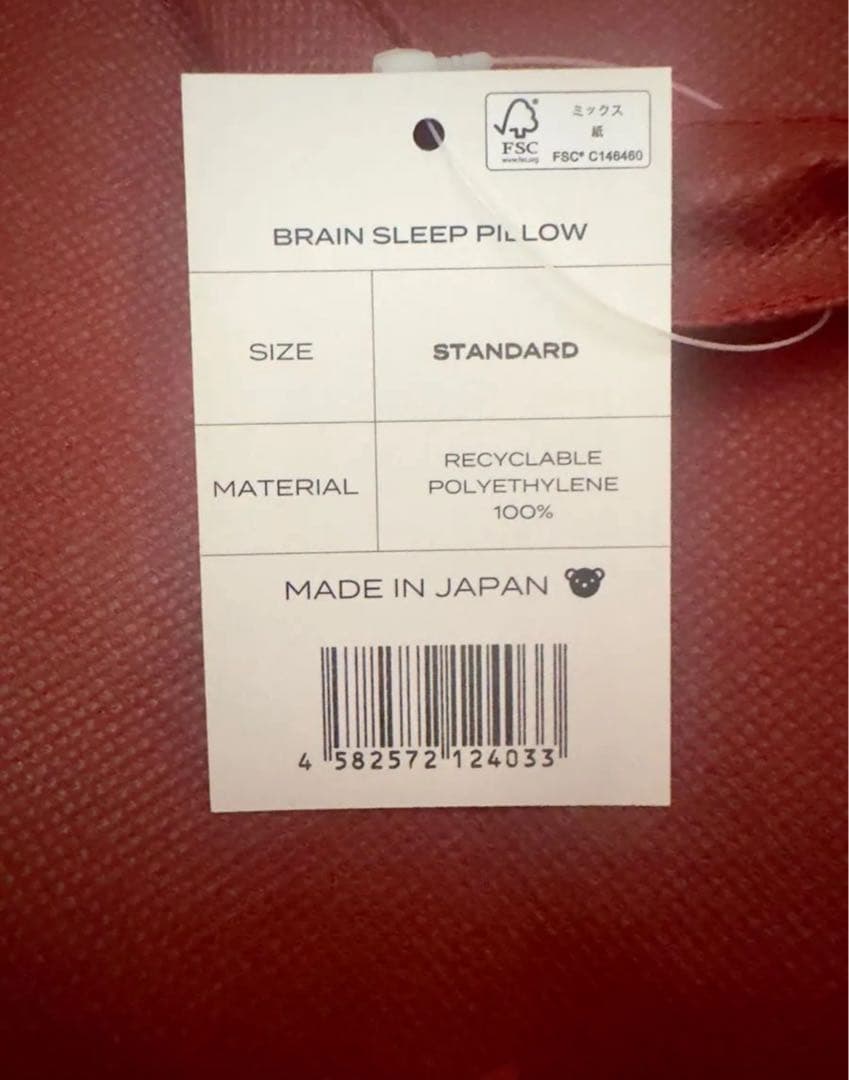 ミックス
紙
FSC
www.fsc.org
FSC® C146460
BRAIN SLEEP PILLOW
SIZE
STANDARD
MATERIAL
RECYCLABLE
POLYETHYLENE
100%
MADE IN JAPAN
4 582572 124033